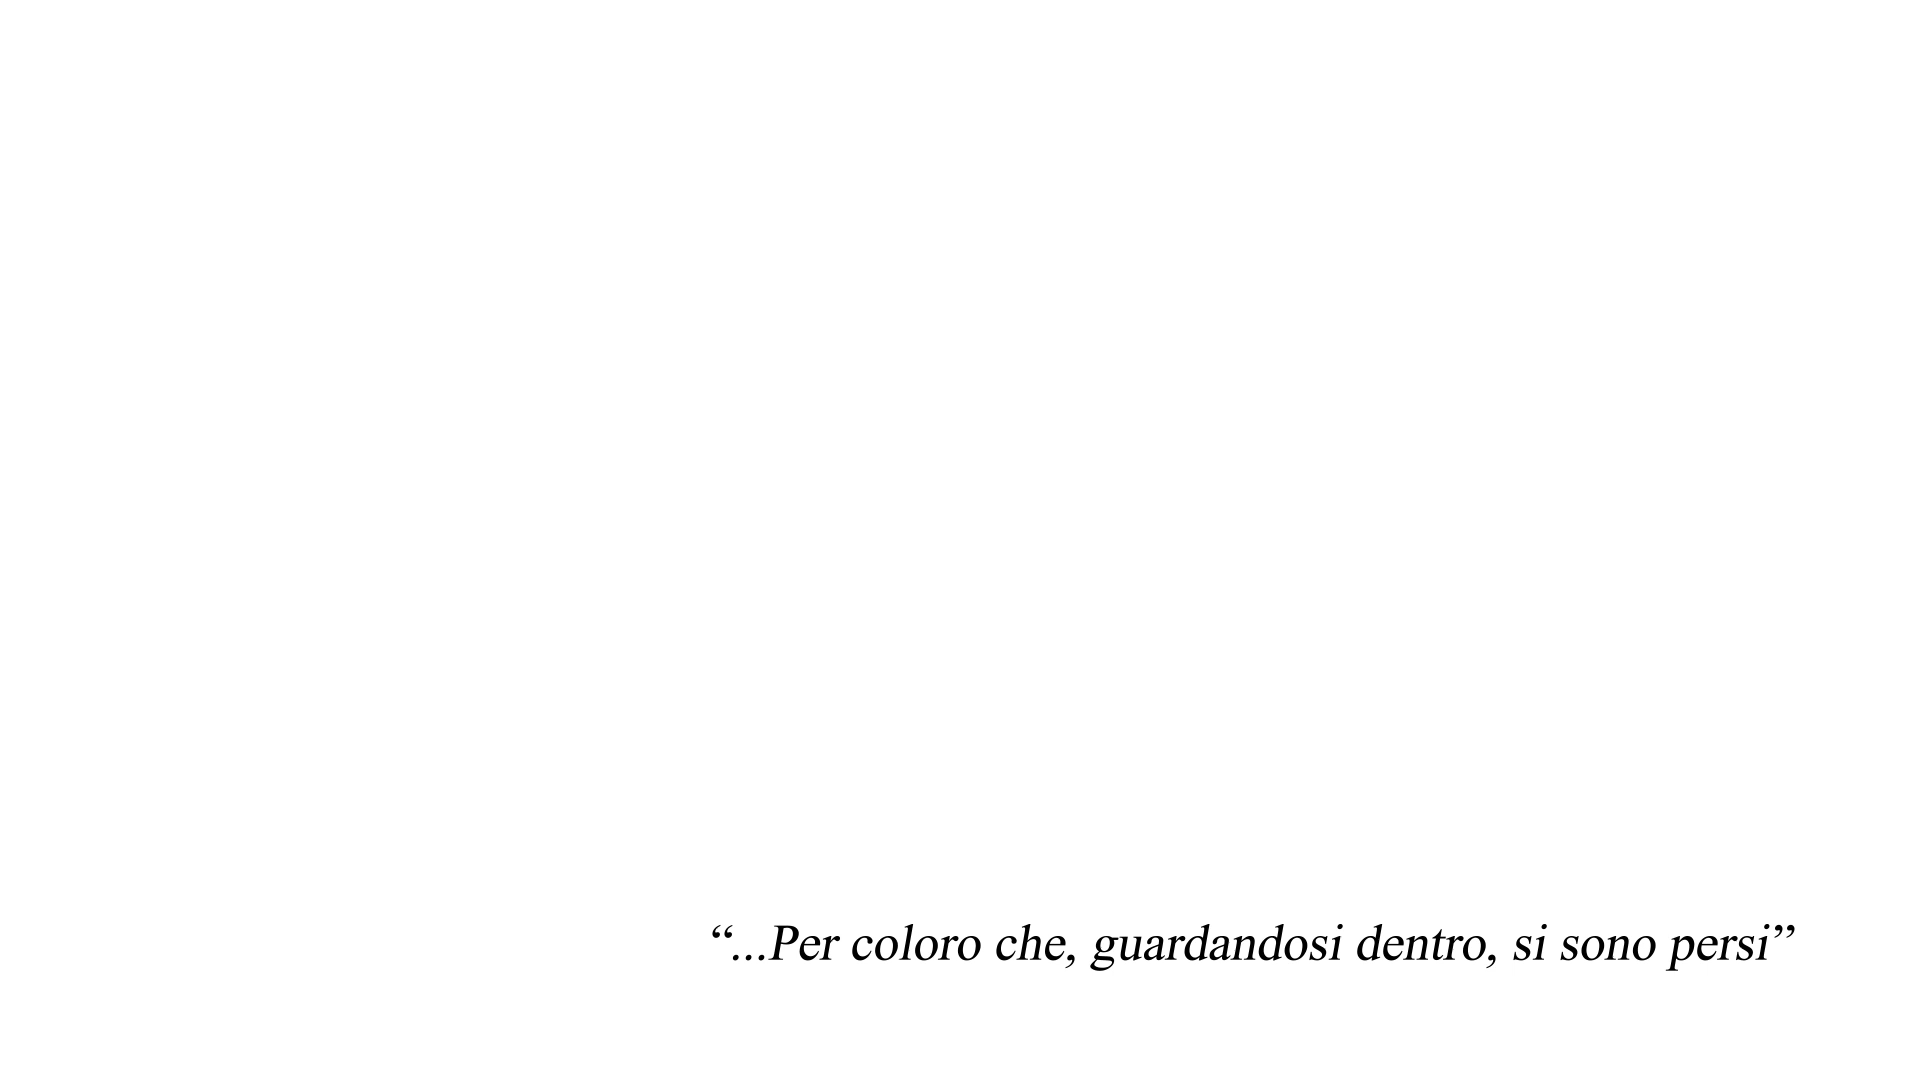 “...Per coloro che, guardandosi dentro, si sono persi”